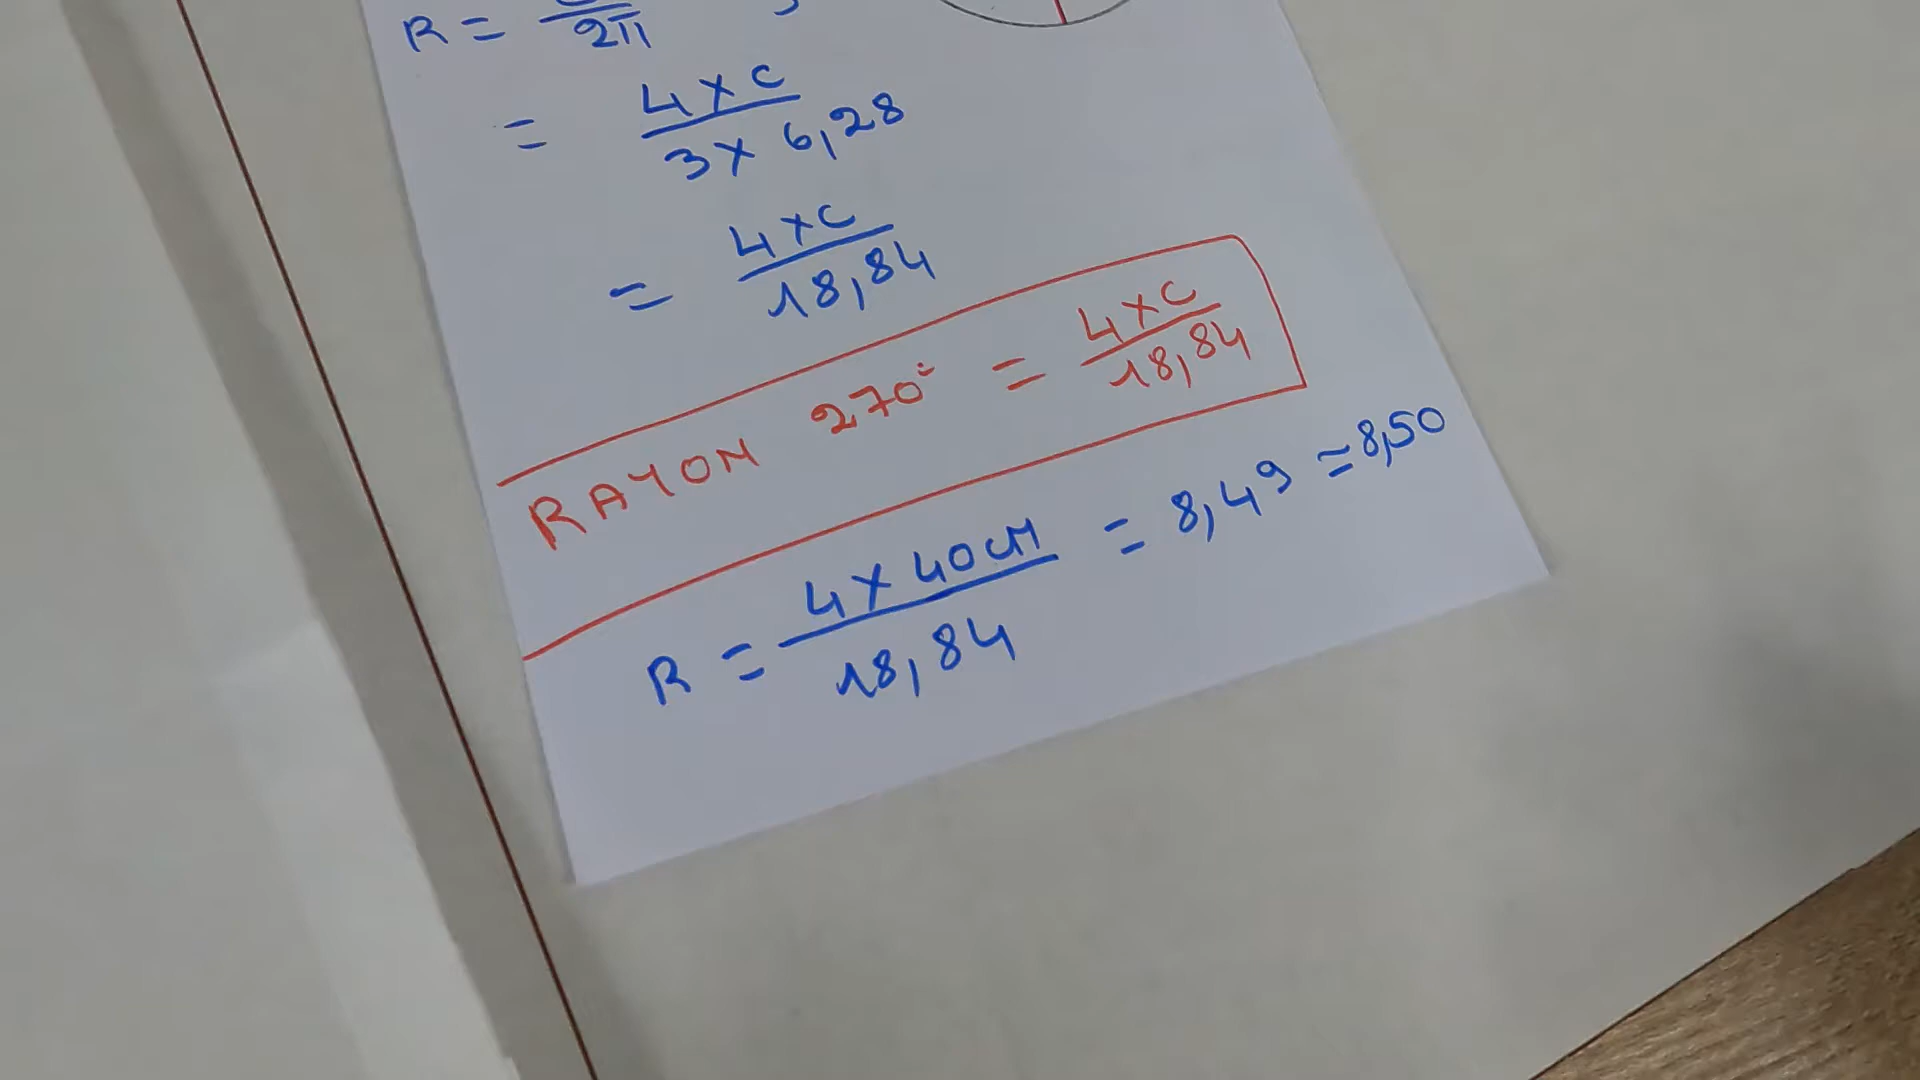 R = /2π
= 4×C/3× 6,28
= 4×C/18,84
RAYON 270° = 4×C/18,84
R = 4× 40CM/18,84 = 8,49 ≃ 8,50